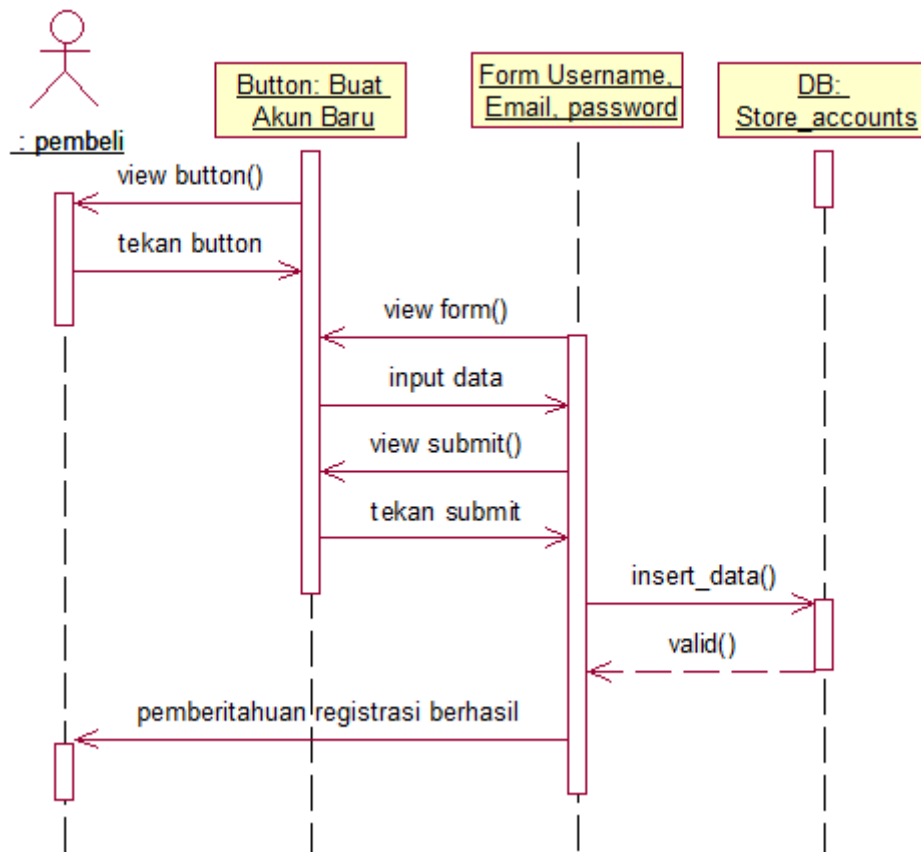 : pembeli
Button: Buat
Akun Baru
Form Username,
Email, password
DB:
Store_accounts
view button()
tekan button
view form()
input data
view submit()
tekan submit
insert_data()
valid()
pemberitahuan registrasi berhasil